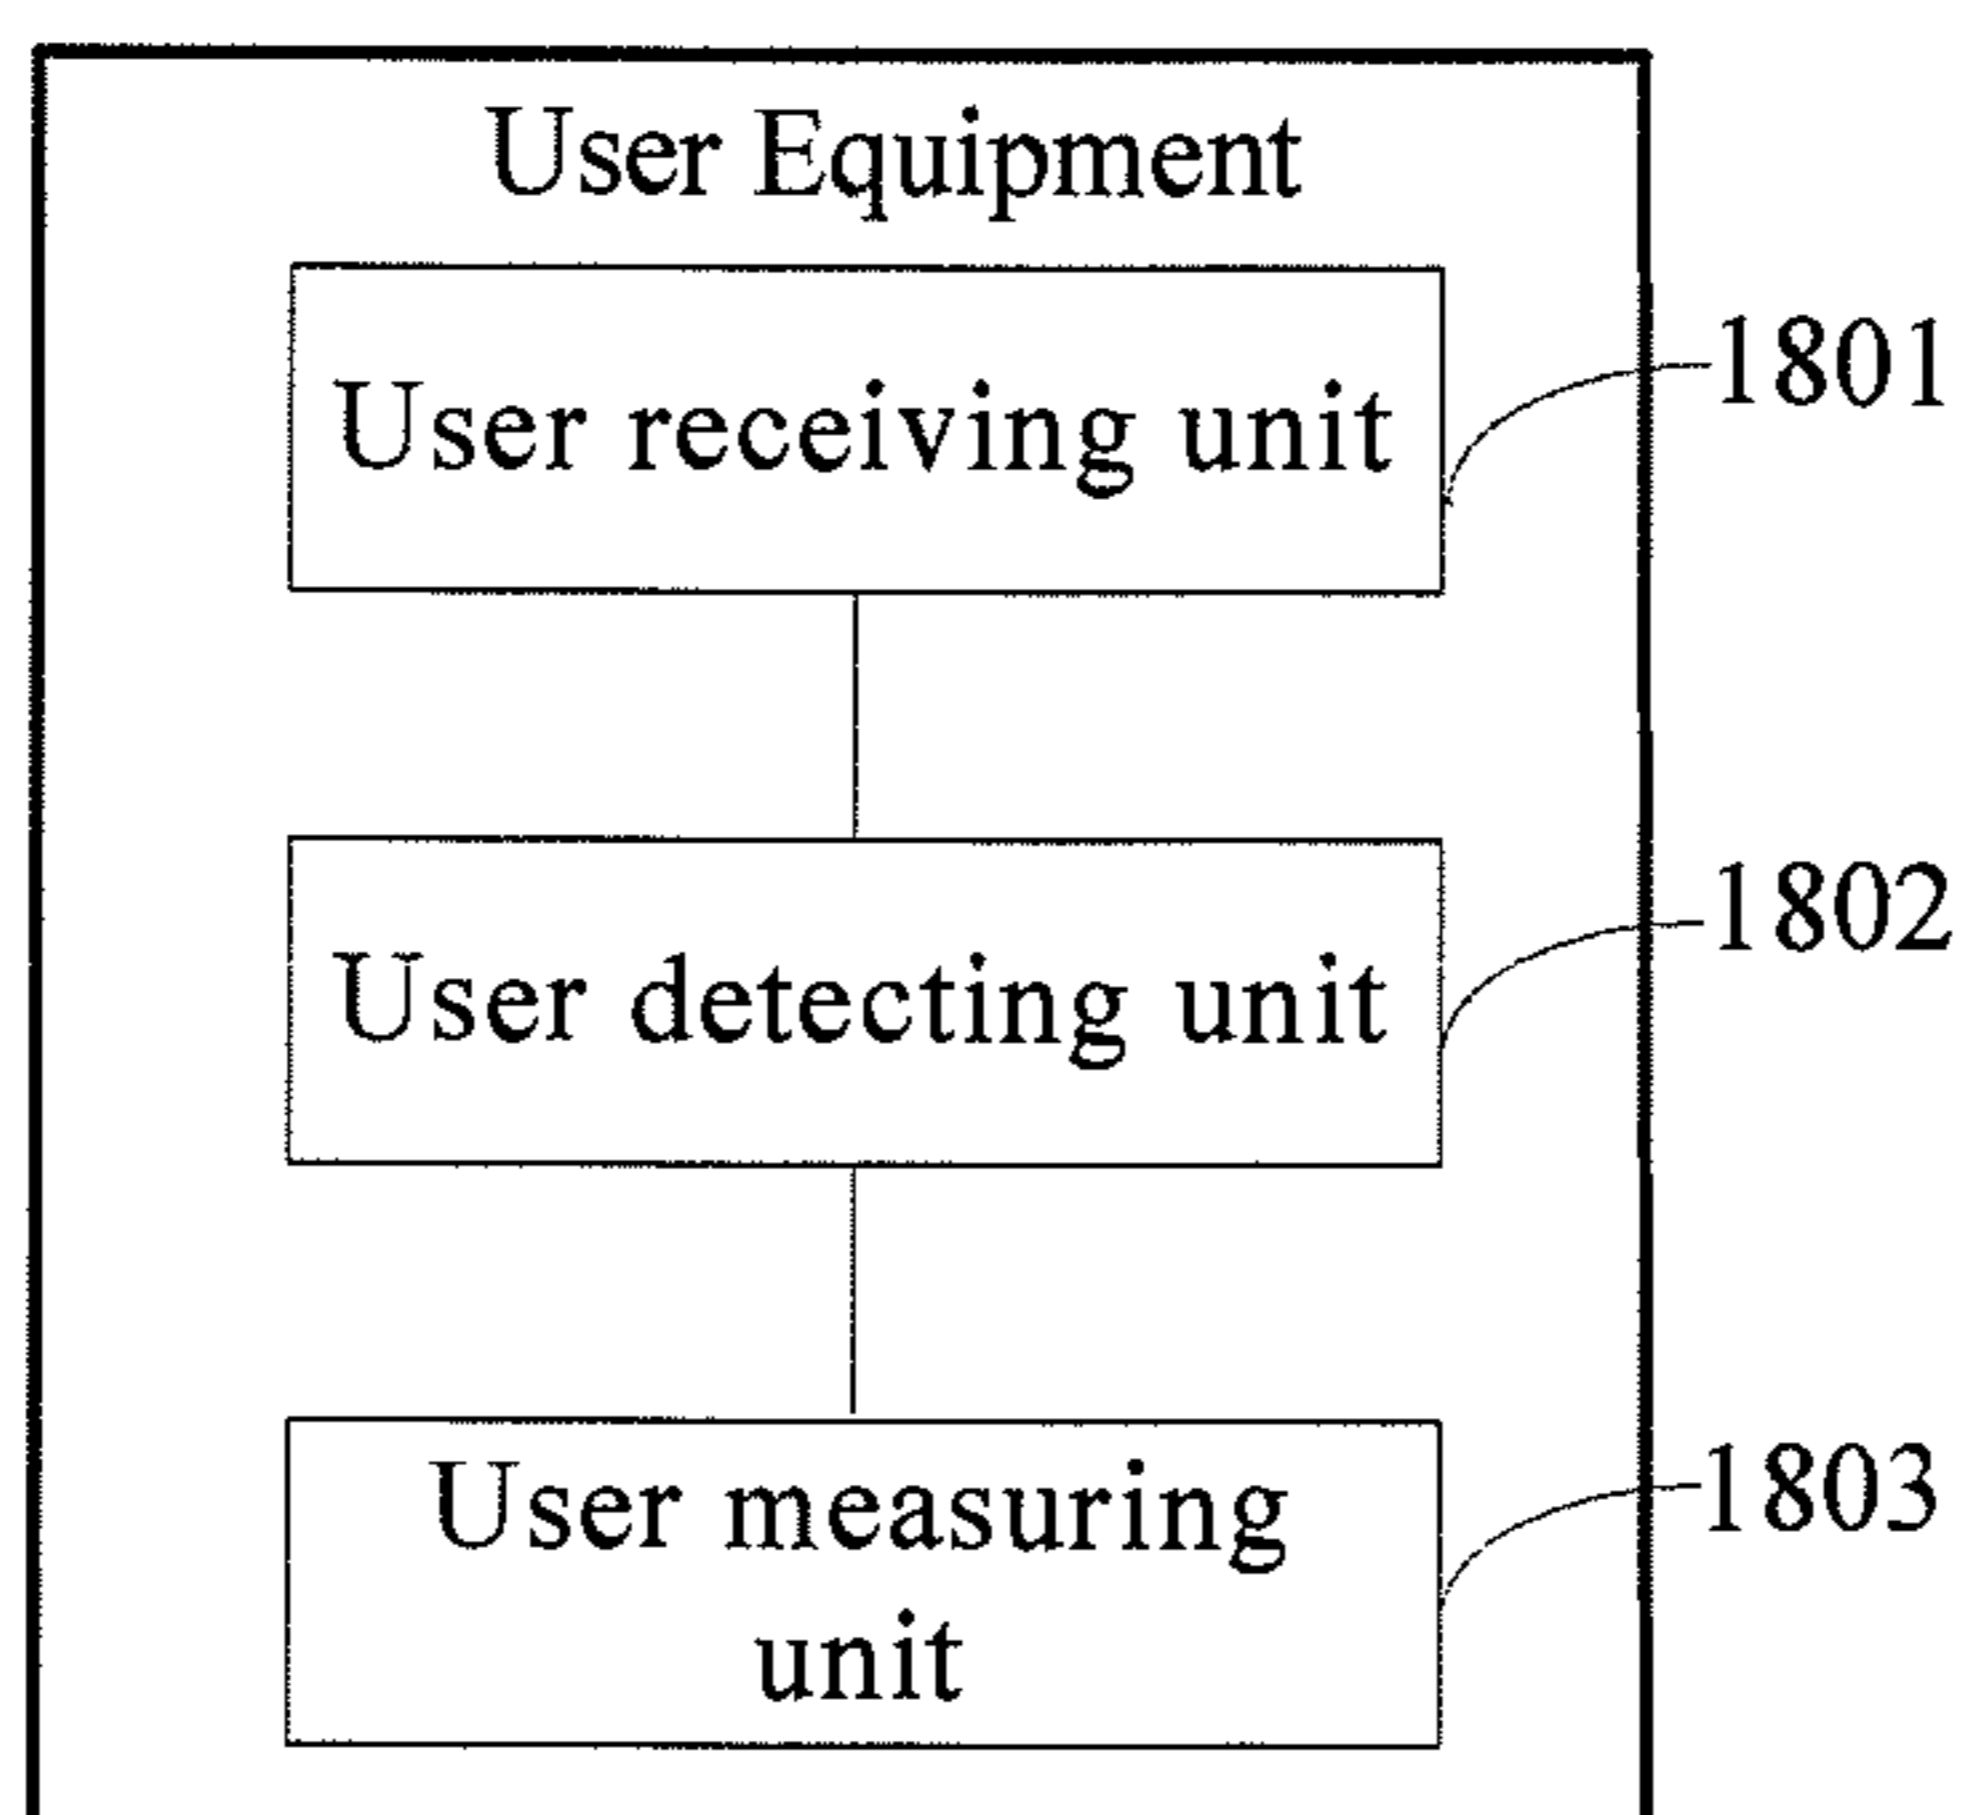 User Equipment
User receiving unit
1801
User detecting unit
1802
User measuring
unit
1803